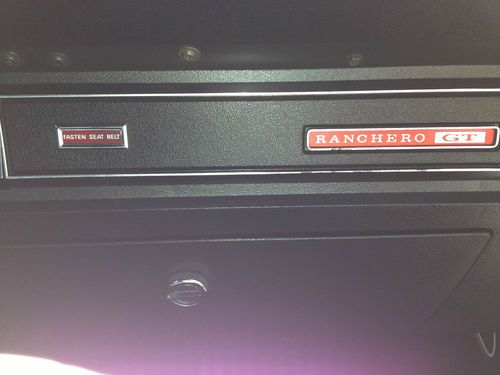 FASTEN SEAT BELT
RANCHERO GT